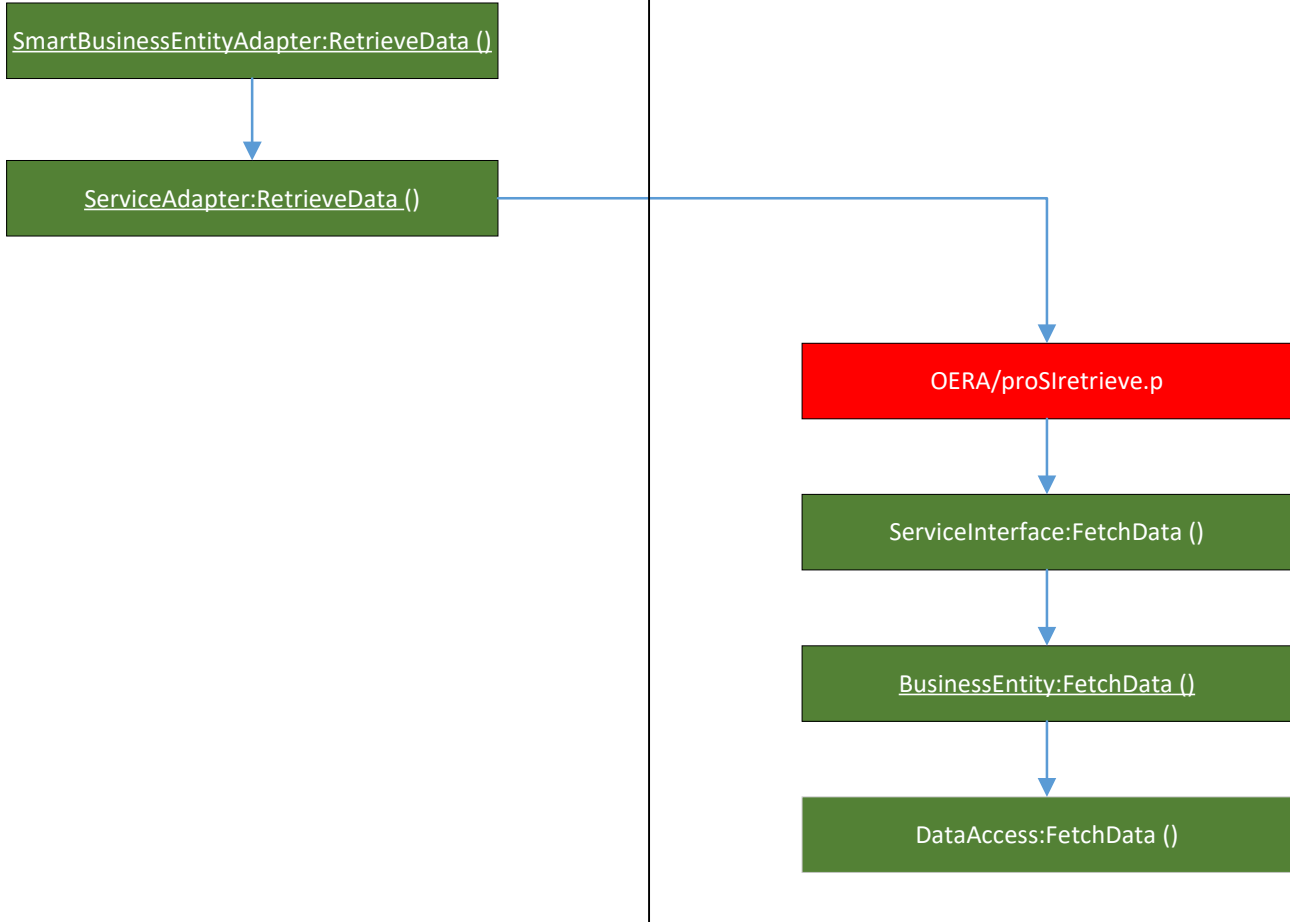 SmartBusinessEntityAdapter:RetrieveData ()
ServiceAdapter:RetrieveData ()
OERA/proSIretrieve.p
ServiceInterface:FetchData ()
BusinessEntity:FetchData ()
DataAccess:FetchData ()